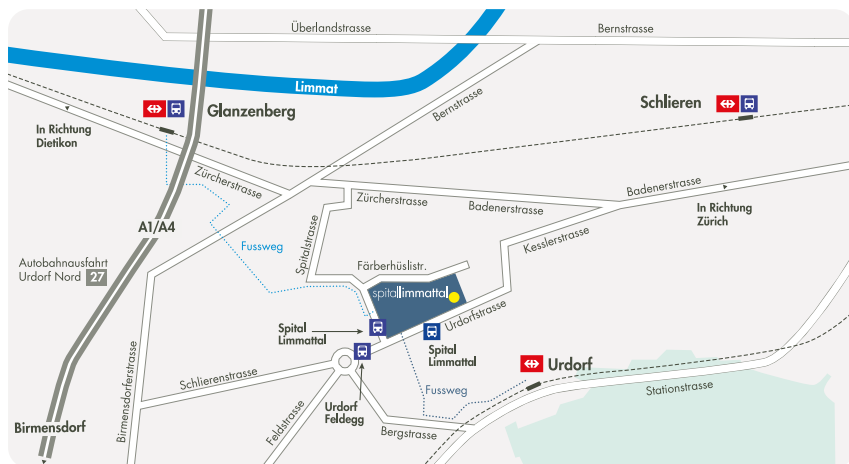 Überlandstrasse
Bernstrasse
Limmat
Bernstrasse
Glanzenberg
Schlieren
In Richtung
Dietikon
Zürcherstrasse
Zürcherstrasse
Badenerstrasse
Badenerstrasse
In Richtung
Zürich
A1/A4
Fussweg
Spitalstrasse
Kesslerstrasse
Autobahnausfahrt
Urdorf Nord 27
Färberhüslistr.
spitallimmattal
Urdorfstrasse
Spital
Limmattal
Spital
Limmattal
Urdorf
Schlierenstrasse
Birmensdorferstrasse
Fussweg
Stationstrasse
Urdorf
Feldegg
Feldstrasse
Bergstrasse
Birmensdorf